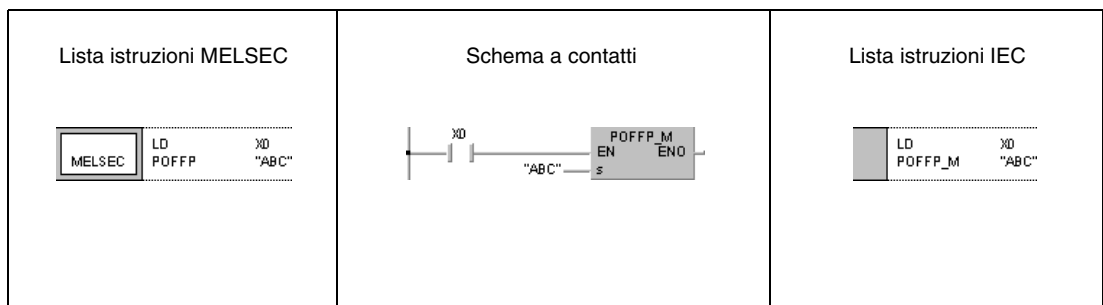 Lista istruzioni MELSEC
MELSEC
LD X0
POFFP "ABC"
Schema a contatti
X0
POFFP_M
EN ENO
"ABC" s
Lista istruzioni IEC
LD X0
POFFP_M "ABC"